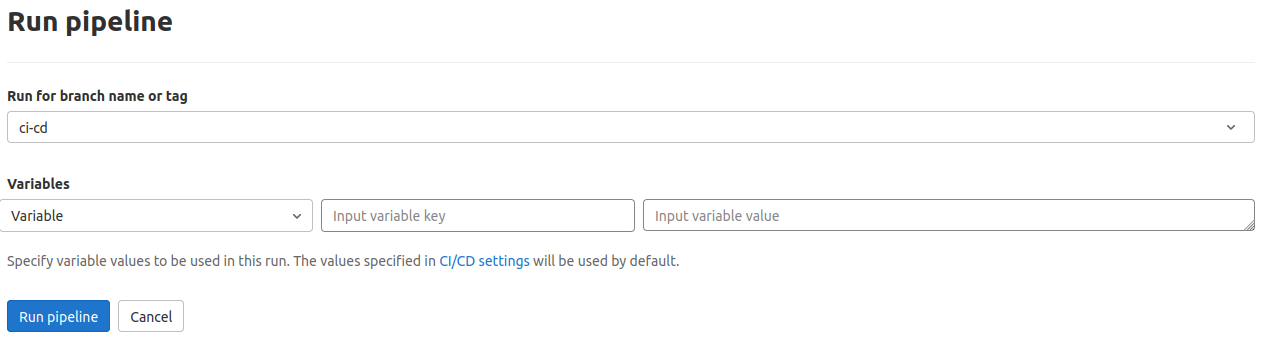 Run pipeline
Run for branch name or tag
ci-cd
Variables
Variable Input variable key Input variable value
Specify variable values to be used in this run. The values specified in CI/CD settings will be used by default.
Run pipeline Cancel